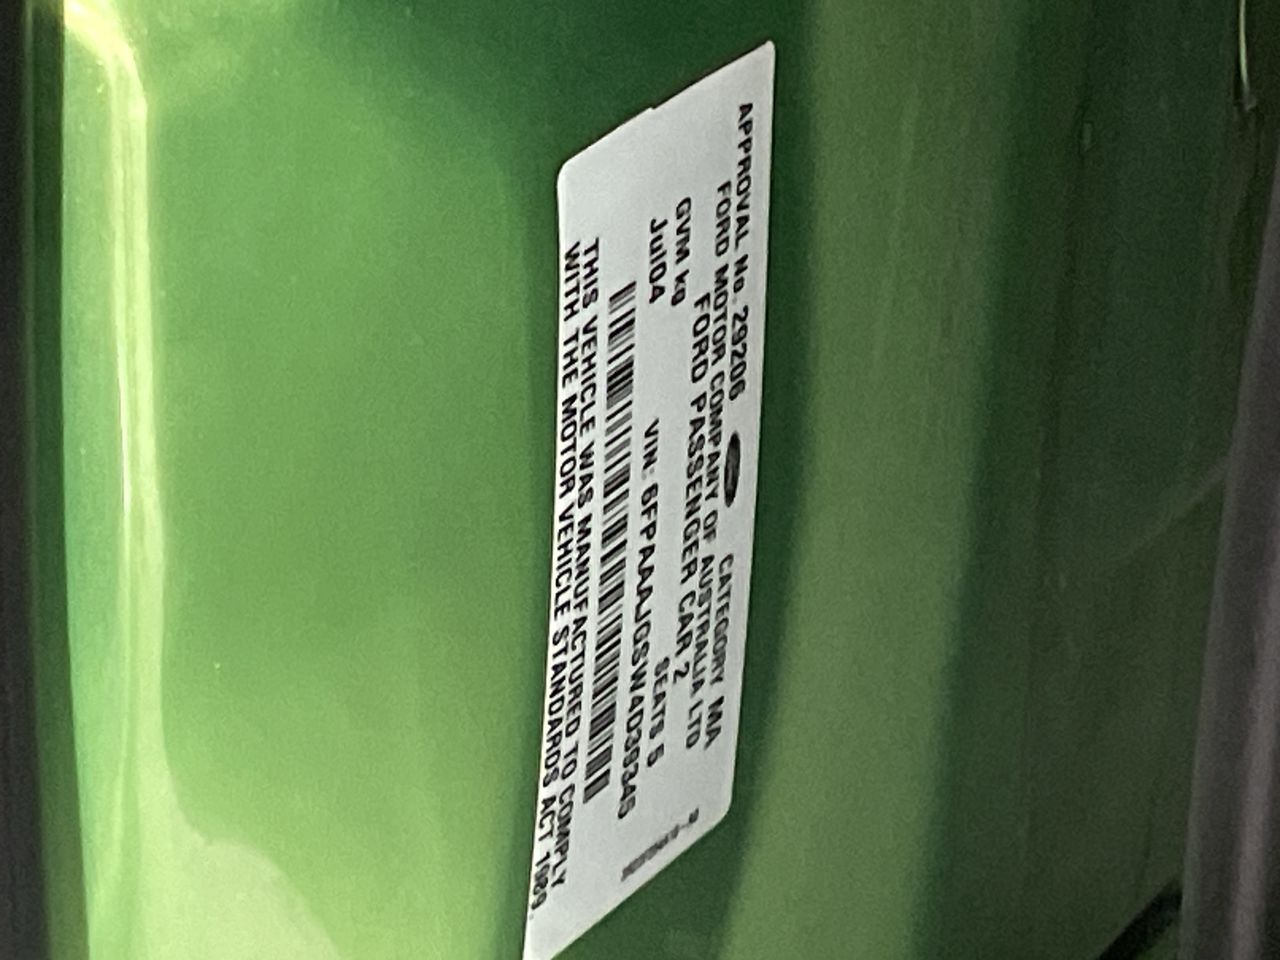 APPROVAL No. 29206 CATEGORY MA
FORD MOTOR COMPANY OF AUSTRALIA LTD
FORD PASSENGER CAR 2
GVM kg SEATS 5
Jul04 VIN: 6FPAAAJGSW4D39345
THIS VEHICLE WAS MANUFACTURED TO COMPLY
WITH THE MOTOR VEHICLE STANDARDS ACT 1989.